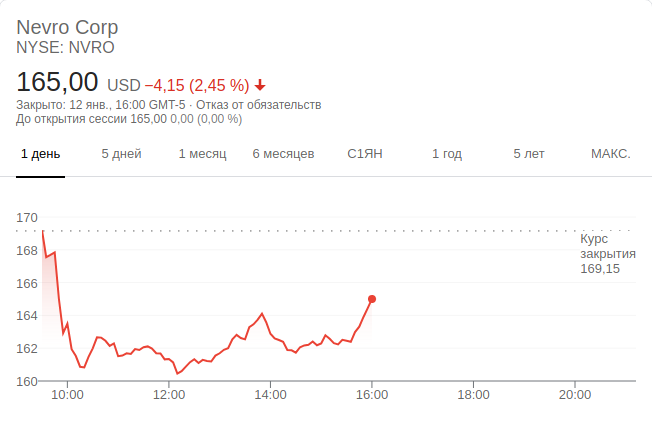 Nevro Corp
NYSE: NVRO
165,00 USD −4,15 (2,45 %)
Закрыто: 12 янв., 16:00 GMT-5 · Отказ от обязательств
До открытия сессии 165,00 0,00 (0,00 %)
1 день 5 дней 1 месяц 6 месяцев С1ЯН 1 год 5 лет МАКС.
170
168
166
164
162
160
Курс
закрытия
169,15
10:00 12:00 14:00 16:00 18:00 20:00